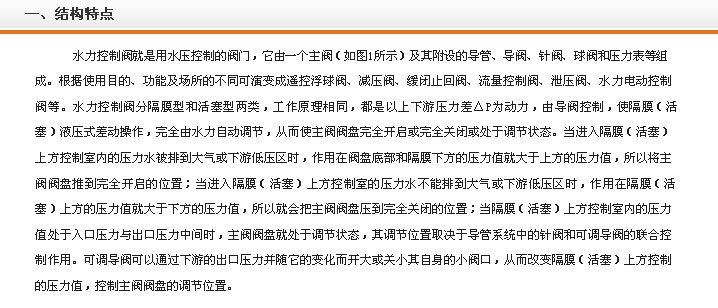 一、结构特点
水力控制阀就是用水压控制的阀门，它由一个主阀（如图1所示）及其附设的导管、导阀、针阀、球阀和压力表等组
成。根据使用目的、功能及场所的不同可演变成遥控浮球阀、减压阀、缓闭止回阀、流量控制阀、泄压阀、水力电动控制
阀等。水力控制阀分隔膜型和活塞型两类，工作原理相同，都是以上下游压力差△P为动力，由导阀控制，使隔膜（活
塞）液压式差动操作，完全由水力自动调节，从而使主阀阀盘完全开启或完全关闭或处于调节状态。当进入隔膜（活塞）
上方控制室内的压力水被排到大气或下游低压区时，作用在阀盘底部和隔膜下方的压力值就大于上方的压力值，所以将主
阀阀盘推到完全开启的位置；当进入隔膜（活塞）上方控制室的压力水不能排到大气或下游低压区时，作用在隔膜（活
塞）上方的压力值就大于下方的压力值，所以就会把主阀阀盘压到完全关闭的位置；当隔膜（活塞）上方控制室内的压力
值处于入口压力与出口压力中间时，主阀阀盘就处于调节状态，其调节位置取决于导管系统中的针阀和可调导阀的联合控
制作用。可调导阀可以通过下游的出口压力并随它的变化而开大或关小其自身的小阀口，从而改变隔膜（活塞）上方控制
的压力值，控制主阀阀盘的调节位置。